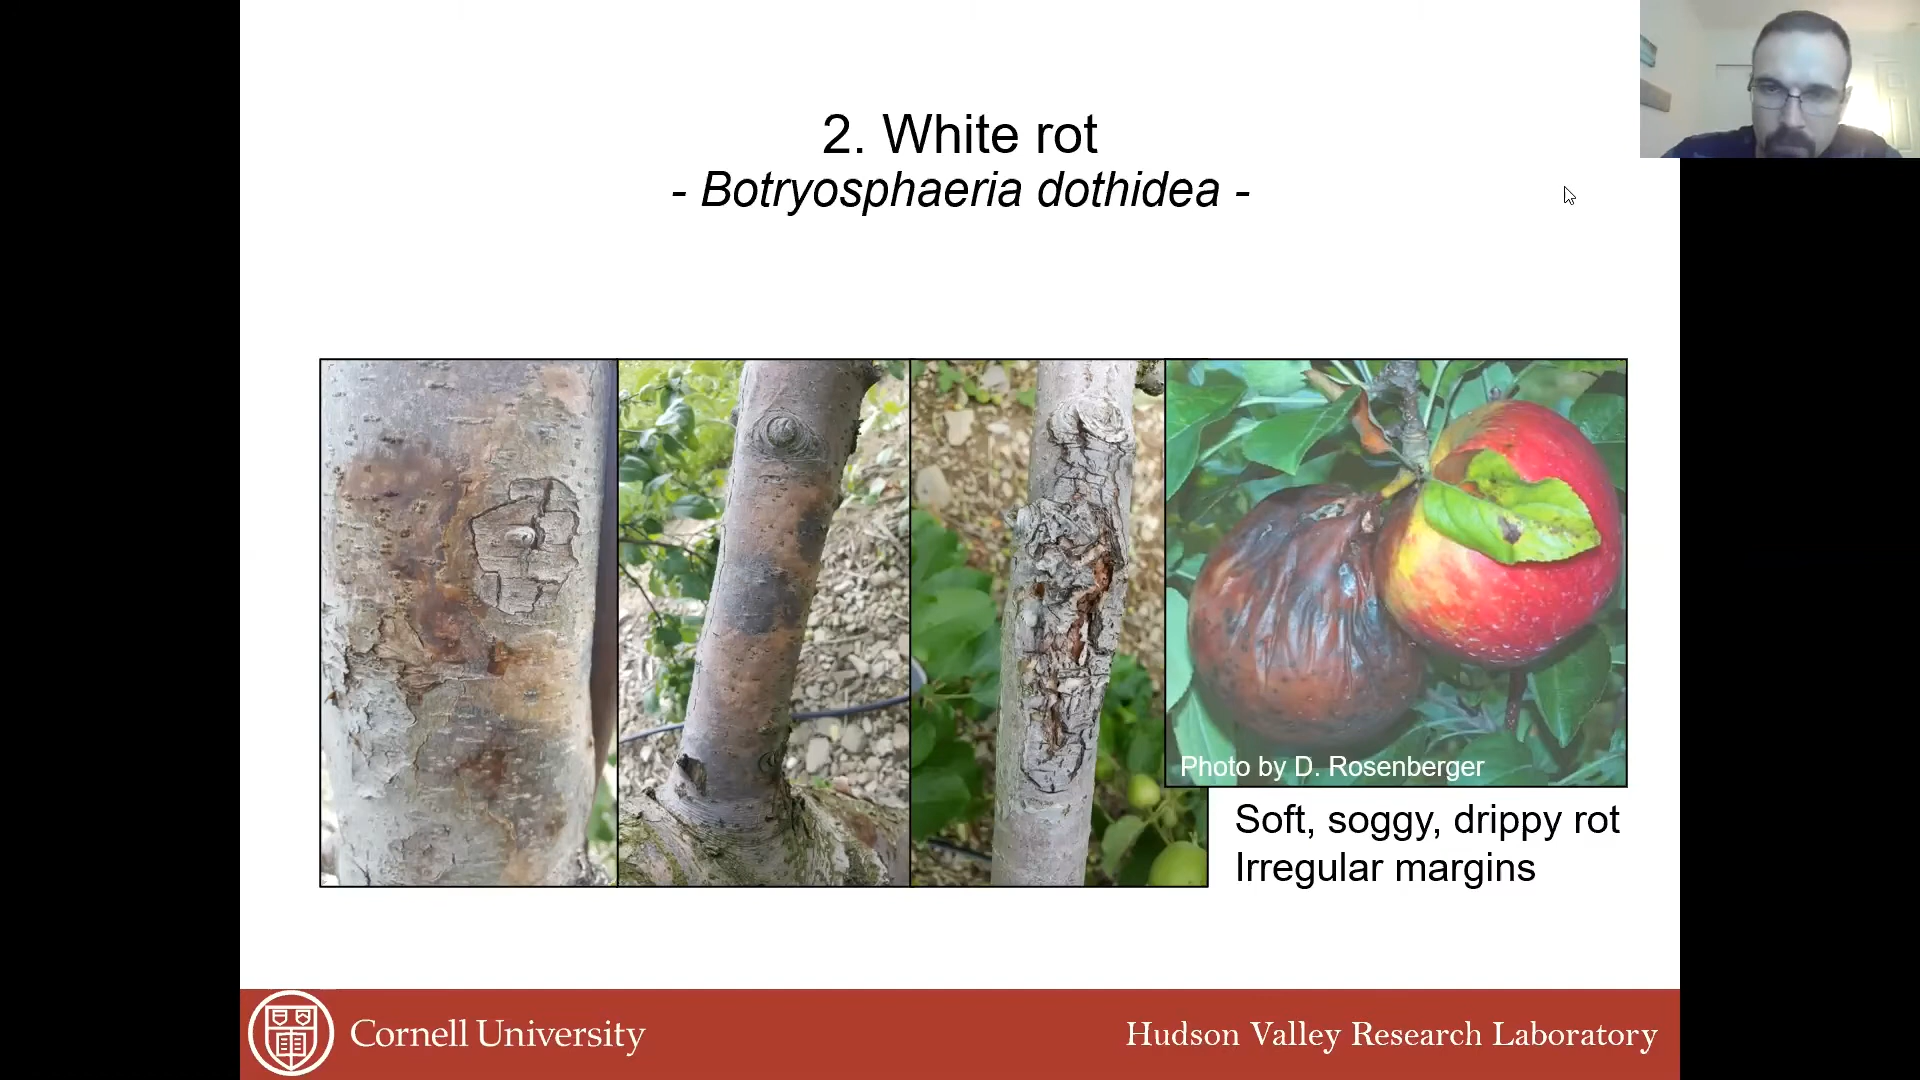 2. White rot
- Botryosphaeria dothidea -
Photo by D. Rosenberger
Soft, soggy, drippy rot
Irregular margins
Cornell University
Hudson Valley Research Laboratory